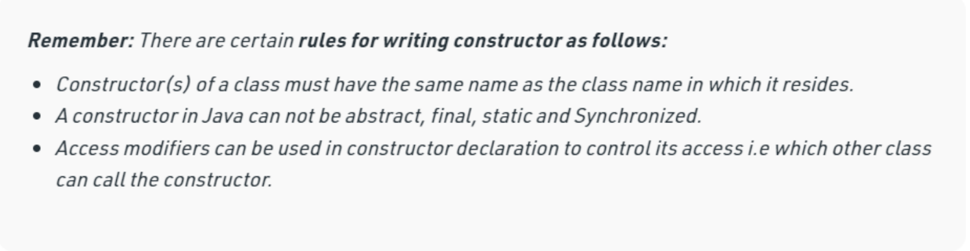 Remember: There are certain rules for writing constructor as follows:
• Constructor(s) of a class must have the same name as the class name in which it resides.
• A constructor in Java can not be abstract, final, static and Synchronized.
• Access modifiers can be used in constructor declaration to control its access i.e which other class
can call the constructor.